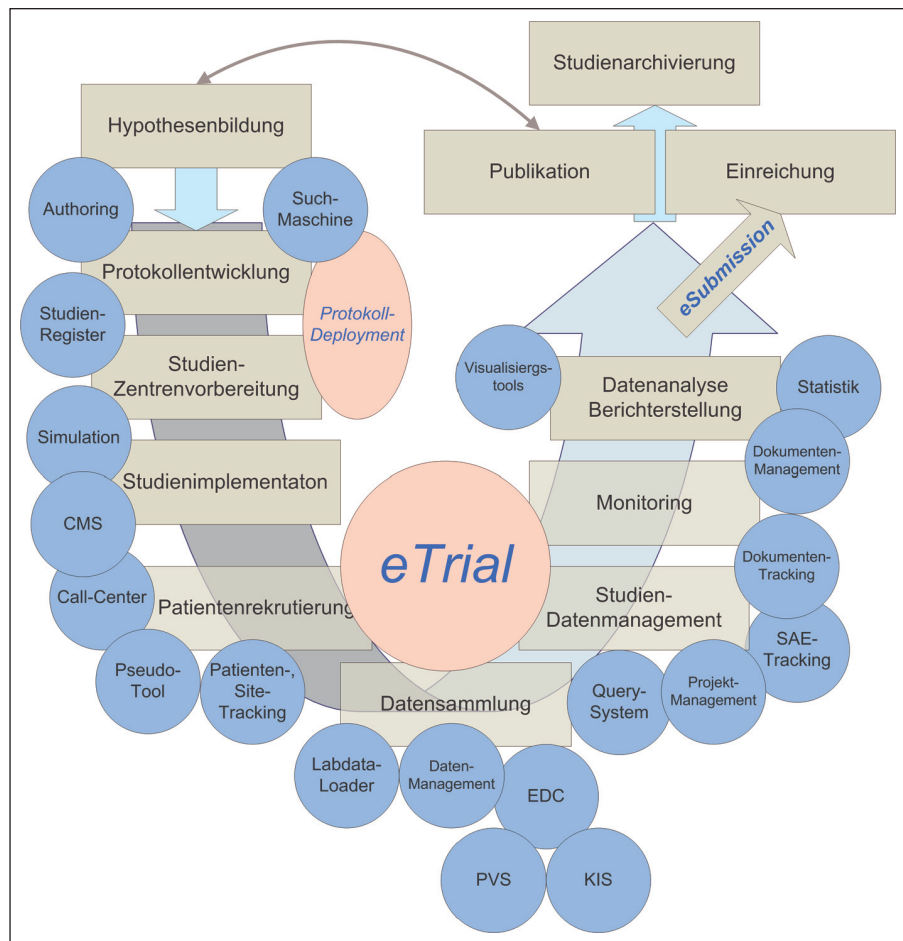 Studienarchivierung
Hypothesenbildung
Publikation
Einreichung
Authoring
Such-
Maschine
eSubmission
Protokollentwicklung
Protokoll-
Deployment
Studien-
Register
Studien-
Zentrenvorbereitung
Visualisiergs-
tools
Datenanalyse
Berichterstellung
Statistik
Simulation
Studienimplementaton
Dokumenten-
Management
Monitoring
CMS
eTrial
Dokumenten-
Tracking
Call-Center
Patientenrekrutierung
Studien-
Datenmanagement
SAE-
Tracking
Pseudo-
Tool
Patienten-,
Site-
Tracking
Datensammlung
Query-
System
Projekt-
Management
Labdata-
Loader
Daten-
Management
EDC
PVS
KIS